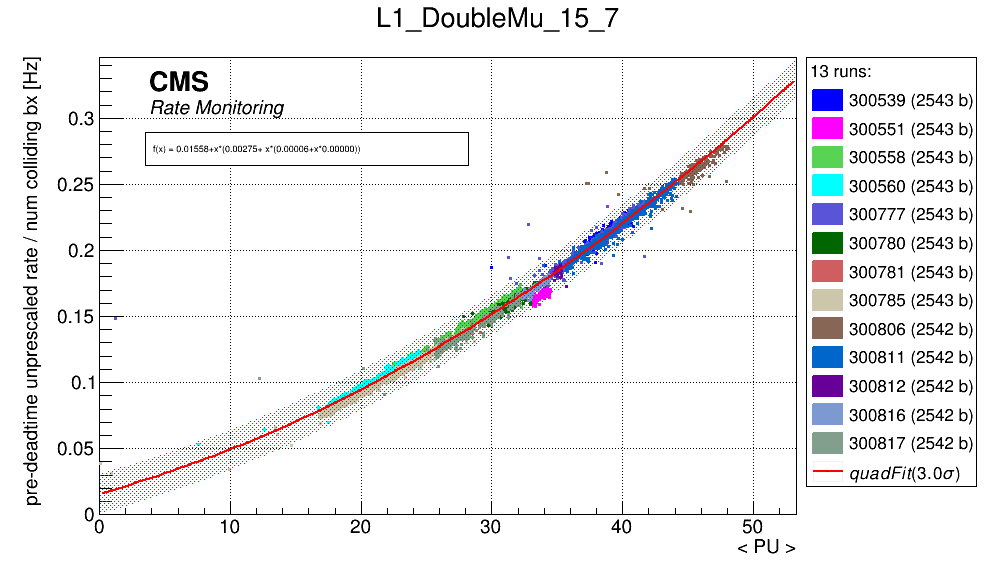 L1_DoubleMu_15_7
pre-deadtime unprescaled rate / num colliding bx [Hz]
CMS
Rate Monitoring
f(x) = 0.01558+x*(0.00275+ x*(0.00006+x*0.00000))
0.3
0.25
0.2
0.15
0.1
0.05
0
0 10 20 30 40 50
< PU >
13 runs:
300539 (2543 b)
300551 (2543 b)
300558 (2543 b)
300560 (2543 b)
300777 (2543 b)
300780 (2543 b)
300781 (2543 b)
300785 (2543 b)
300806 (2542 b)
300811 (2542 b)
300812 (2542 b)
300816 (2542 b)
300817 (2542 b)
quadFit(3.0σ)